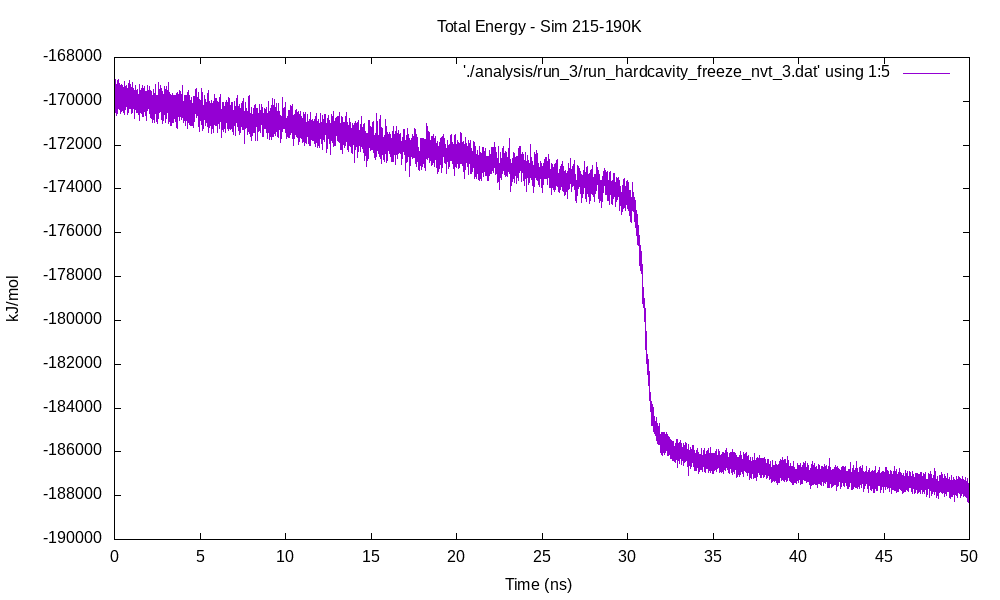 Total Energy - Sim 215-190K
'./analysis/run_3/run_hardcavity_freeze_nvt_3.dat' using 1:5
-168000
-170000
-172000
-174000
-176000
-178000
-180000
-182000
-184000
-186000
-188000
-190000
kJ/mol
0 5 10 15 20 25 30 35 40 45 50
Time (ns)